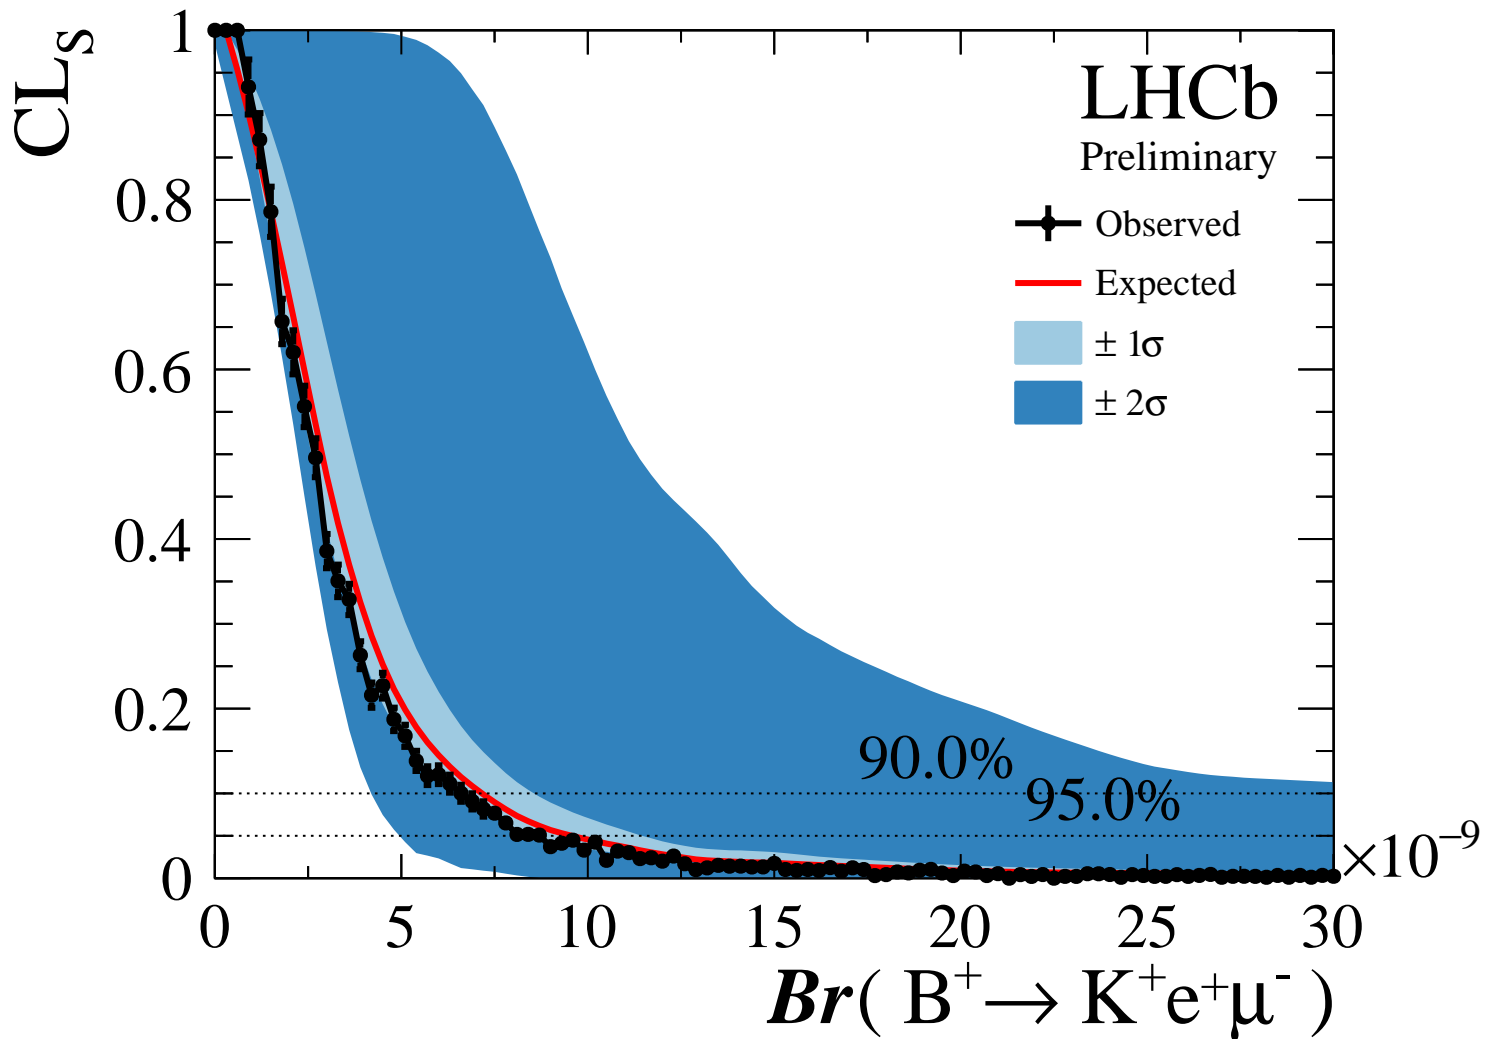 CLs
1
0.8
0.6
0.4
0.2
0
LHCb
Preliminary
Observed
Expected
± 1σ
± 2σ
90.0%
95.0%
×10⁻⁹
0 5 10 15 20 25 30
Br( B⁺ → K⁺e⁺μ⁻ )